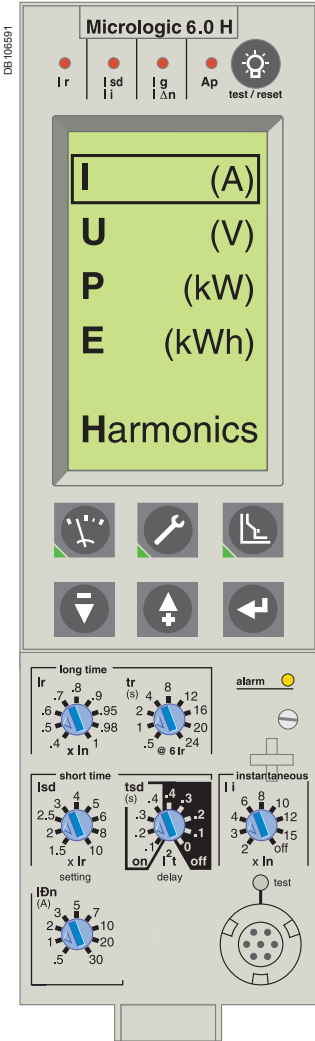 DB106591
Micrologic 6.0 H
Ir
Isd
Ii
Ig
I∆n
Ap
test / reset
I (A)
U (V)
P (kW)
E (kWh)
Harmonics
long time
Ir
.4 .5 .6 .7 .8 .9 .95 .98 1
x In
tr
(s)
.5 1 2 4 8 12 16 20 24
@ 6 Ir
alarm
short time
Isd
1.5 2 2.5 3 4 5 6 8 10
x Ir
setting
tsd
(s)
.1 .2 .3 .4 .4 .3 .2 .1 0
on I²t off
delay
instantaneous
Ii
2 3 4 6 8 10 12 15 off
x In
test
IÐn
(A)
.5 1 2 3 5 7 10 20 30